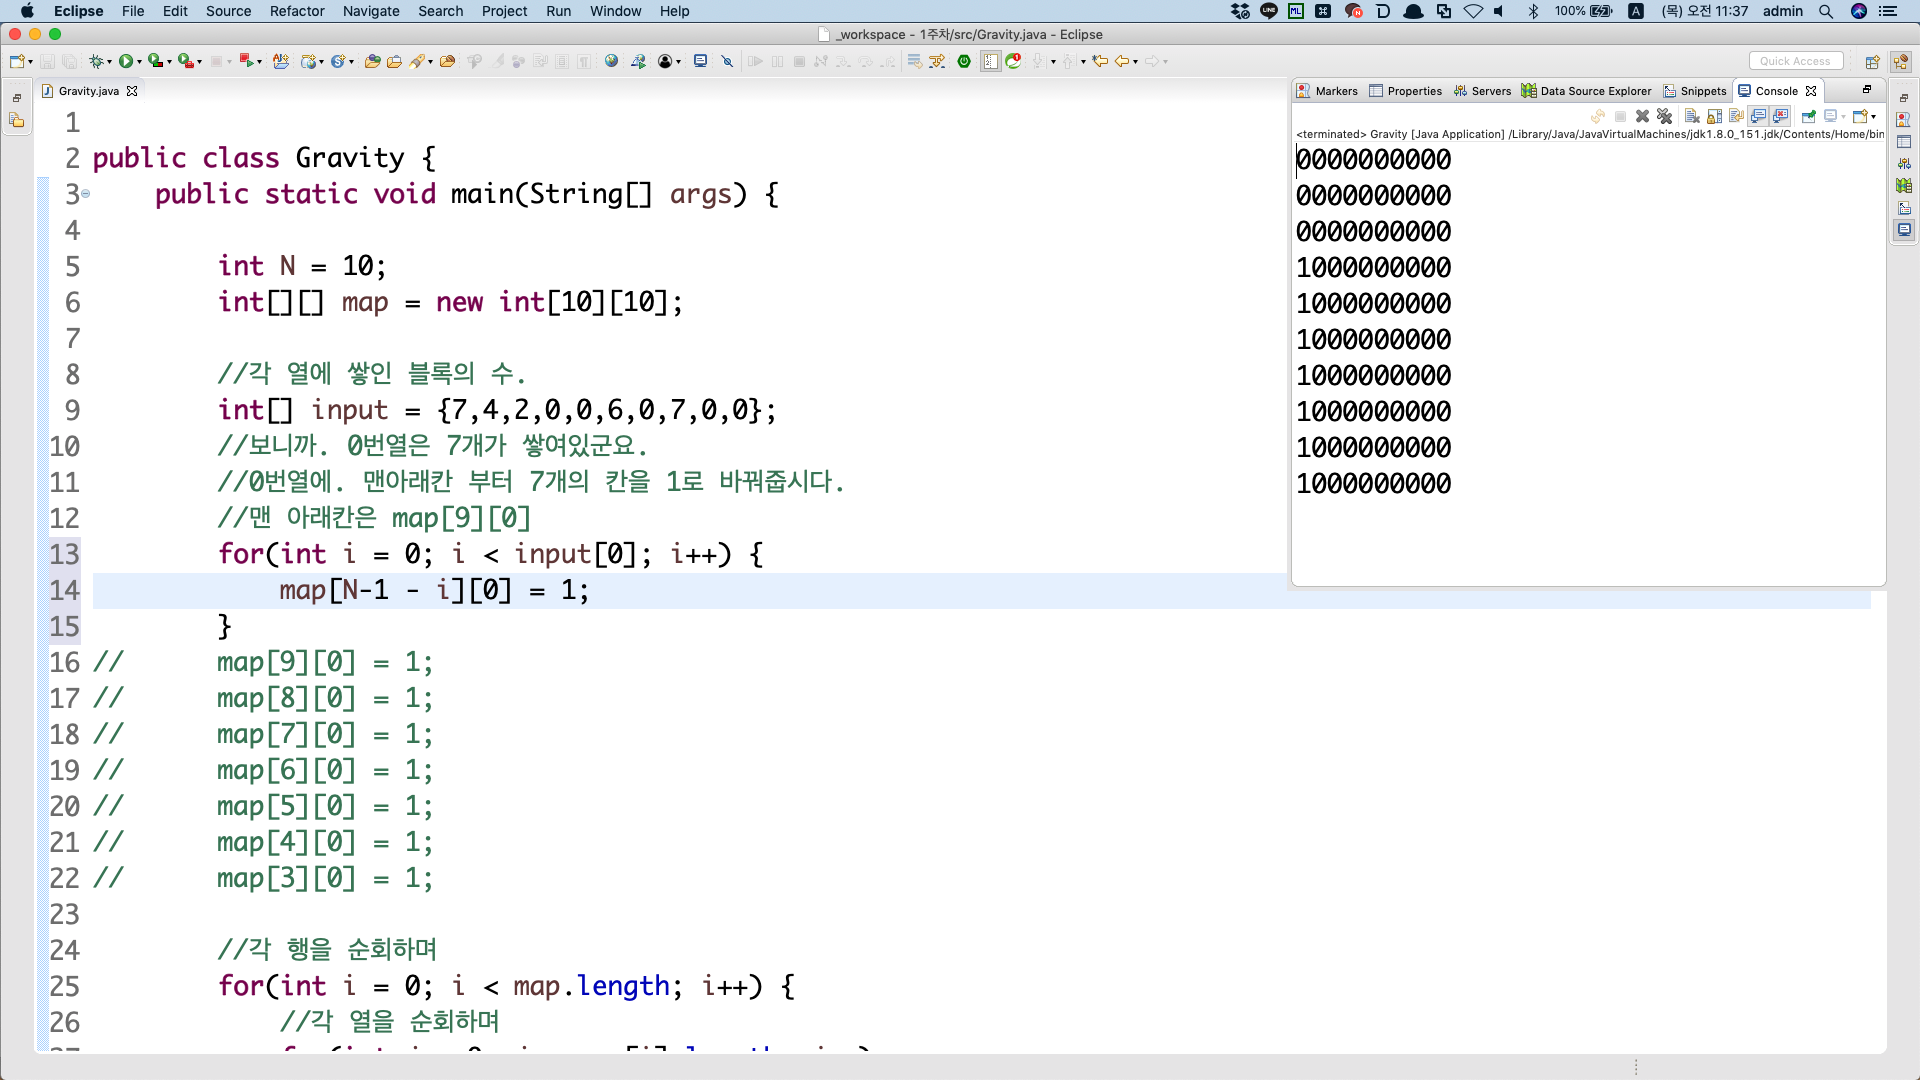 Eclipse File Edit Source Refactor Navigate Search Project Run Window Help 100% A (목) 오전 11:37 admin
_workspace - 1주차/src/Gravity.java - Eclipse
Quick Access
Gravity.java
1
2 public class Gravity {
3 public static void main(String[] args) {
4
5 int N = 10;
6 int[][] map = new int[10][10];
7
8 //각 열에 쌓인 블록의 수.
9 int[] input = {7,4,2,0,0,6,0,7,0,0};
10 //보니까. 0번열은 7개가 쌓여있군요.
11 //0번열에. 맨아래칸 부터 7개의 칸을 1로 바꿔줍시다.
12 //맨 아래칸은 map[9][0]
13 for(int i = 0; i < input[0]; i++) {
14 map[N-1 - i][0] = 1;
15 }
16 // map[9][0] = 1;
17 // map[8][0] = 1;
18 // map[7][0] = 1;
19 // map[6][0] = 1;
20 // map[5][0] = 1;
21 // map[4][0] = 1;
22 // map[3][0] = 1;
23
24 //각 행을 순회하며
25 for(int i = 0; i < map.length; i++) {
26 //각 열을 순회하며
Markers Properties Servers Data Source Explorer Snippets Console
<terminated> Gravity [Java Application] /Library/Java/JavaVirtualMachines/jdk1.8.0_151.jdk/Contents/Home/bin
0000000000
0000000000
0000000000
1000000000
1000000000
1000000000
1000000000
1000000000
1000000000
1000000000